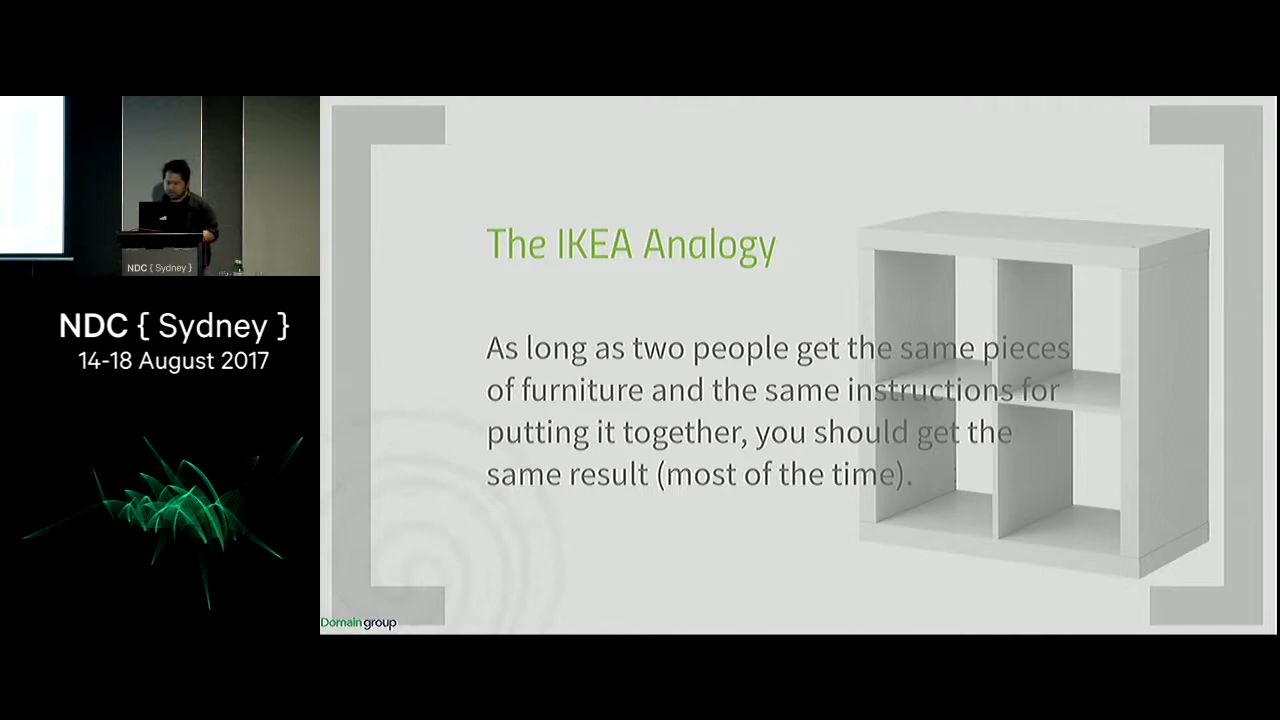 NDC { Sydney }
NDC { Sydney }
14-18 August 2017
The IKEA Analogy
As long as two people get the same pieces
of furniture and the same instructions for
putting it together, you should get the
same result (most of the time).
Domain group